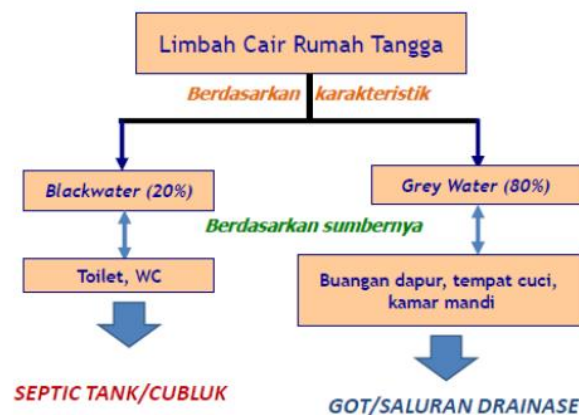 Limbah Cair Rumah Tangga
Berdasarkan karakteristik
Blackwater (20%)
Grey Water (80%)
Berdasarkan sumbernya
Toilet, WC
Buangan dapur, tempat cuci,
kamar mandi
SEPTIC TANK/CUBLUK
GOT/SALURAN DRAINASE